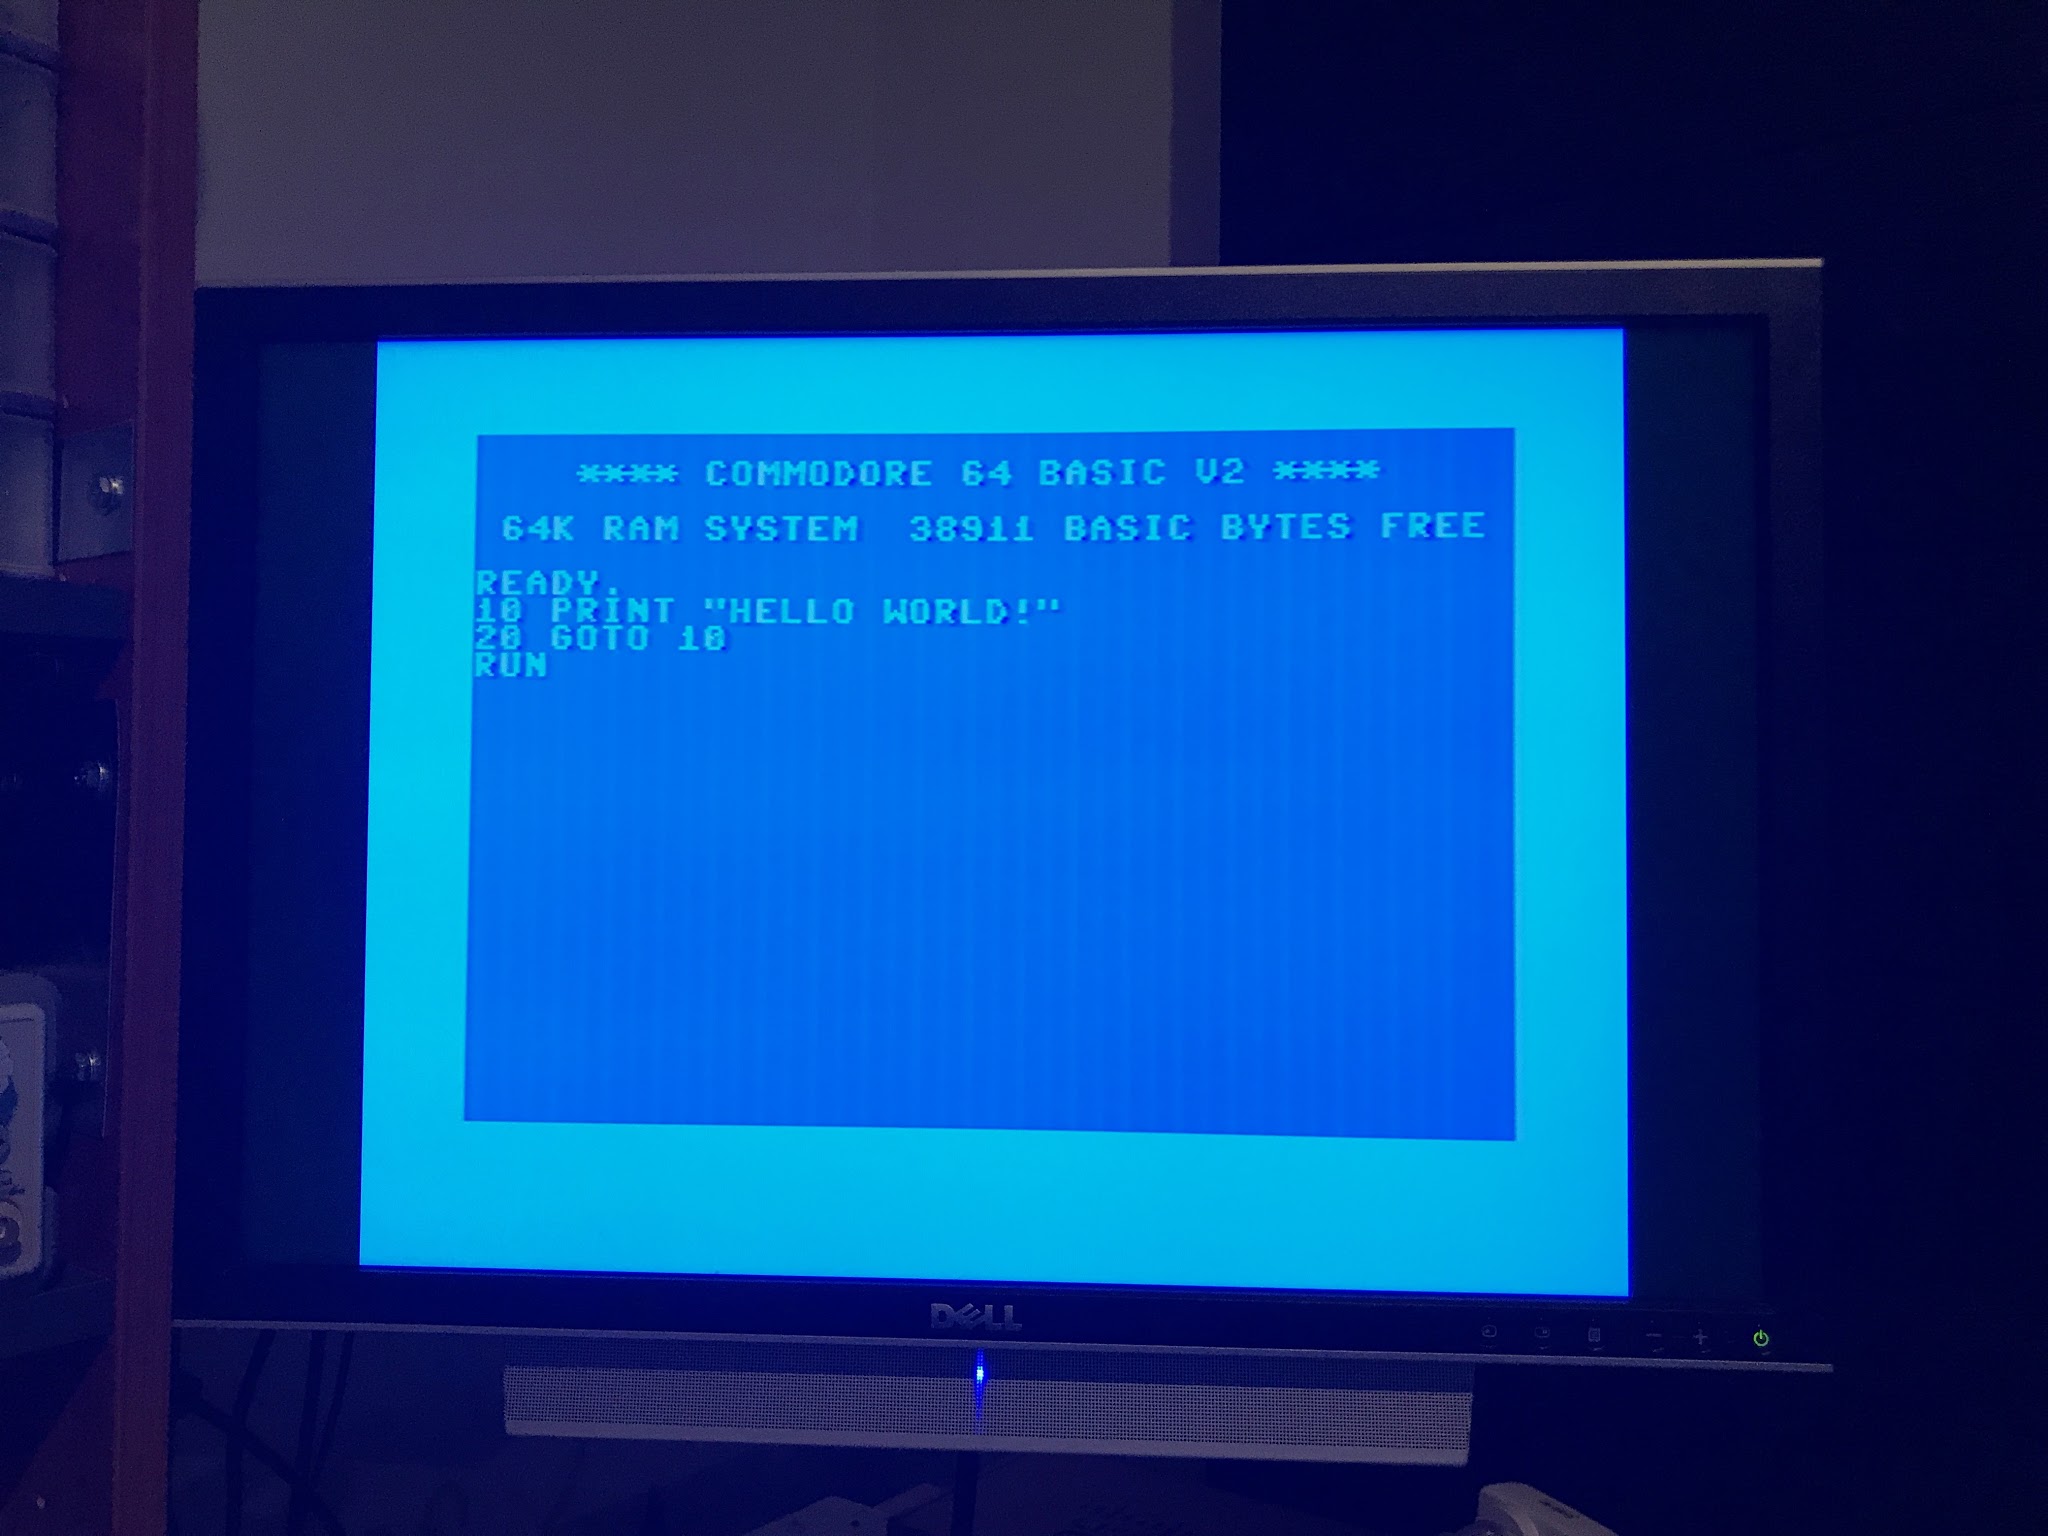 **** COMMODORE 64 BASIC V2 ****
64K RAM SYSTEM  38911 BASIC BYTES FREE
READY.
10 PRINT "HELLO WORLD!"
20 GOTO 10
RUN
DELL